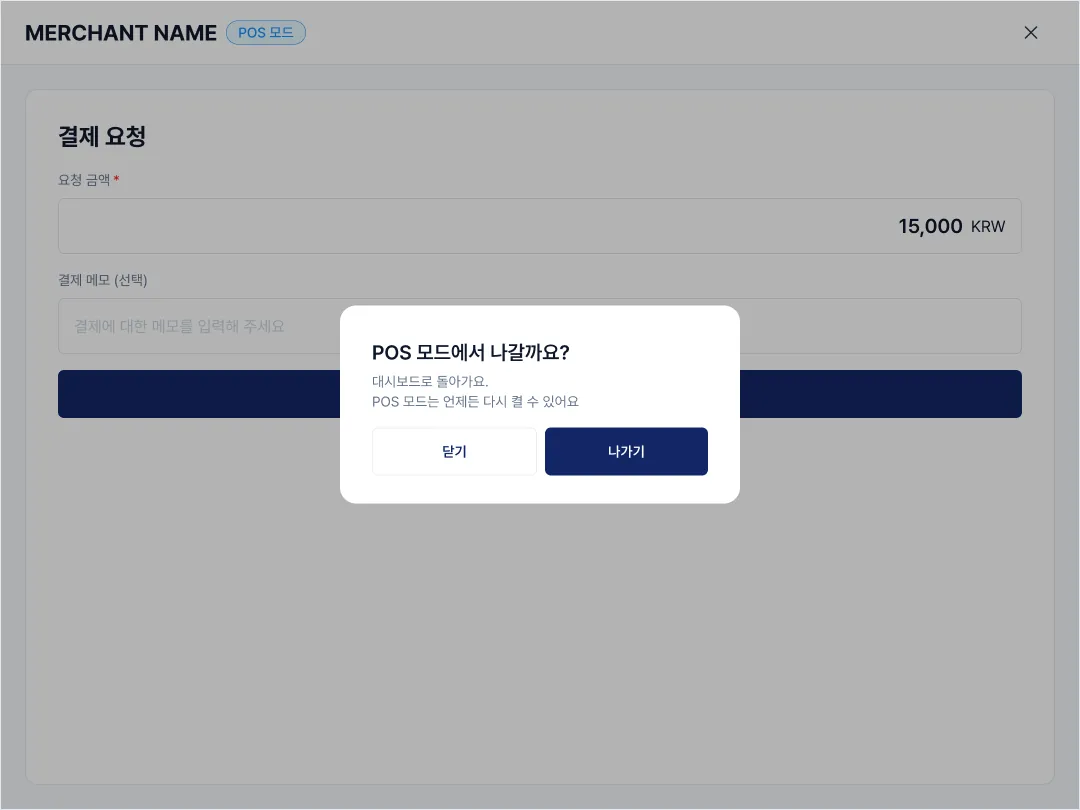 MERCHANT NAME POS 모드
결제 요청
요청 금액 *
15,000 KRW
결제 메모 (선택)
결제에 대한 메모를 입력해 주세요
POS 모드에서 나갈까요?
대시보드로 돌아가요.
POS 모드는 언제든 다시 켤 수 있어요
닫기 나가기